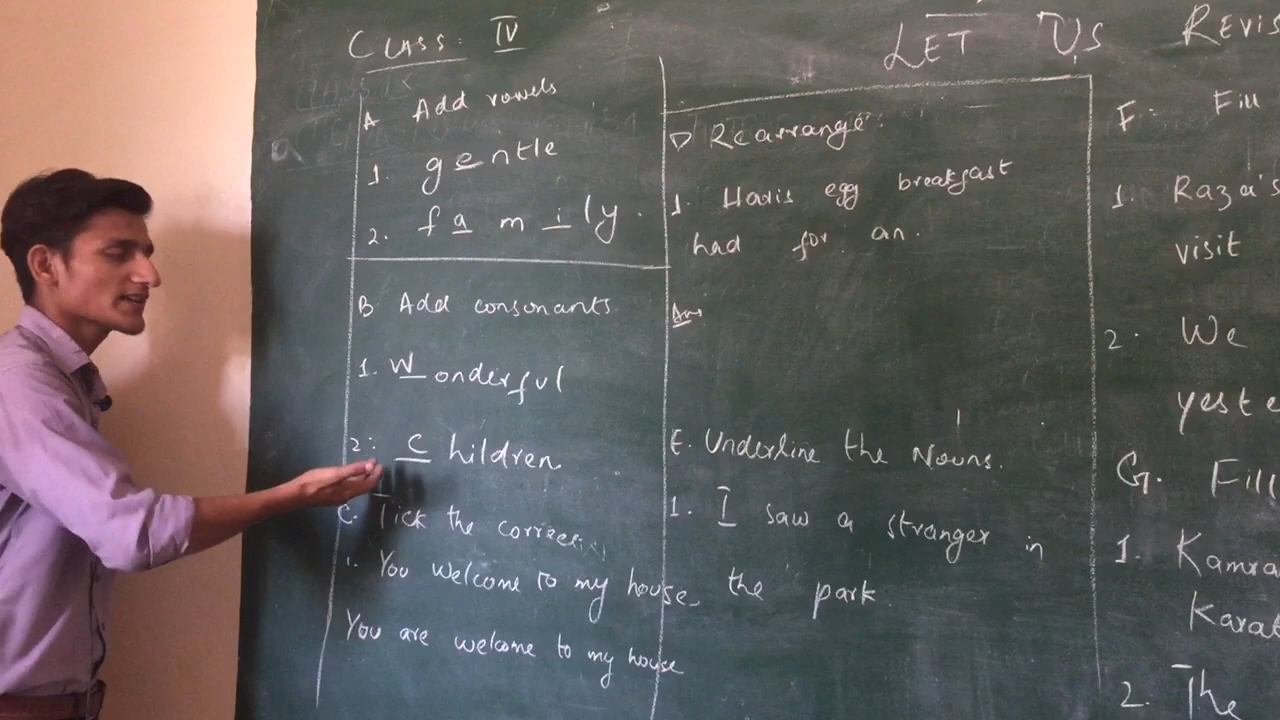 Class: IV
LET US REVIS
A Add vowels
1. gentle
2. family.
B. Add consonants
1. Wonderful
2. Children
C. Tick the correct
1. You welcome to my house.
You are welcome to my house
D Rearrange:
1. Haris egg breakfast
had for an.
Ans
E. Underline the Nouns.
1. I saw a stranger in
the park.
F: Fill
1. Raza's
visit
2. We
yeste
G. Fill
1. Kamra
Karac
2. The